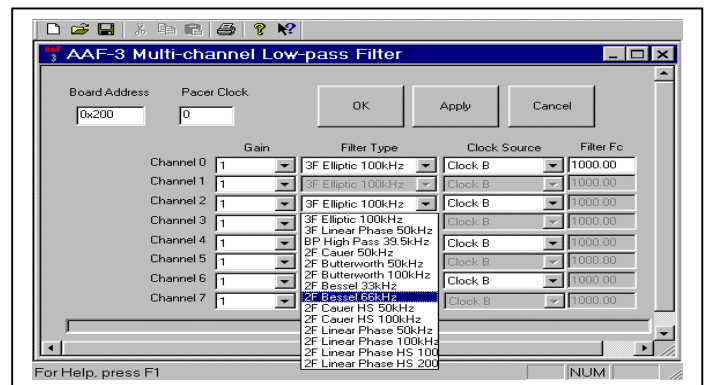 aaf 3 AAF-3 Multi-channel Low-pass Filter
Board Address Pacer Clock
0x200 0 OK Apply Cancel
Gain Filter Type Clock Source Filter Fc
Channel 0 1 3F Elliptic 100kHz Clock B 1000.00
Channel 1 1 3F Elliptic 100kHz Clock B 1000.00
Channel 2 1 3F Elliptic 100kHz Clock B 1000.00
Channel 3 1 Clock B 1000.00
Channel 4 1 Clock B 1000.00
Channel 5 1 Clock B 1000.00
Channel 6 1 Clock B 1000.00
Channel 7 1 Clock B 1000.00
3F Elliptic 100kHz
3F Linear Phase 50kHz
BP High Pass 39.5kHz
2F Cauer 50kHz
2F Butterworth 50kHz
2F Butterworth 100kHz
2F Bessel 33kHz
2F Bessel 66kHz
2F Cauer HS 50kHz
2F Cauer HS 100kHz
2F Linear Phase 50kHz
2F Linear Phase 100kHz
2F Linear Phase HS 100
2F Linear Phase HS 200
For Help, press F1 NUM